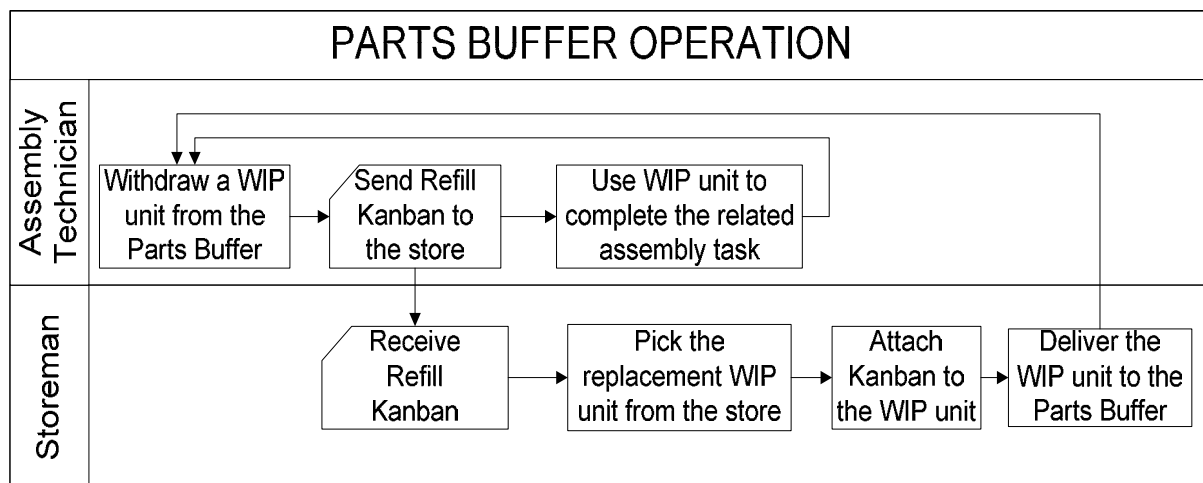 PARTS BUFFER OPERATION
Assembly
Technician
Withdraw a WIP
unit from the
Parts Buffer
Send Refill
Kanban to
the store
Use WIP unit to
complete the related
assembly task
Storeman
Receive
Refill
Kanban
Pick the
replacement WIP
unit from the store
Attach
Kanban to
the WIP unit
Deliver the
WIP unit to the
Parts Buffer